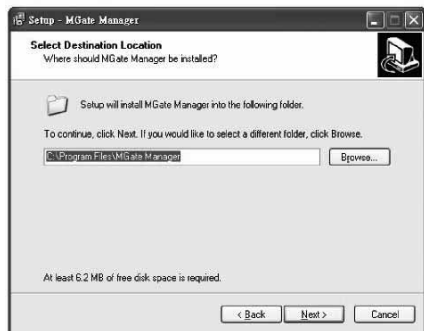 Setup - MGate Manager
Select Destination Location
Where should MGate Manager be installed?
Setup will install MGate Manager into the following folder.
To continue, click Next. If you would like to select a different folder, click Browse.
C:\Program Files\MGate Manager
Browse...
At least 6.2 MB of free disk space is required.
< Back
Next >
Cancel